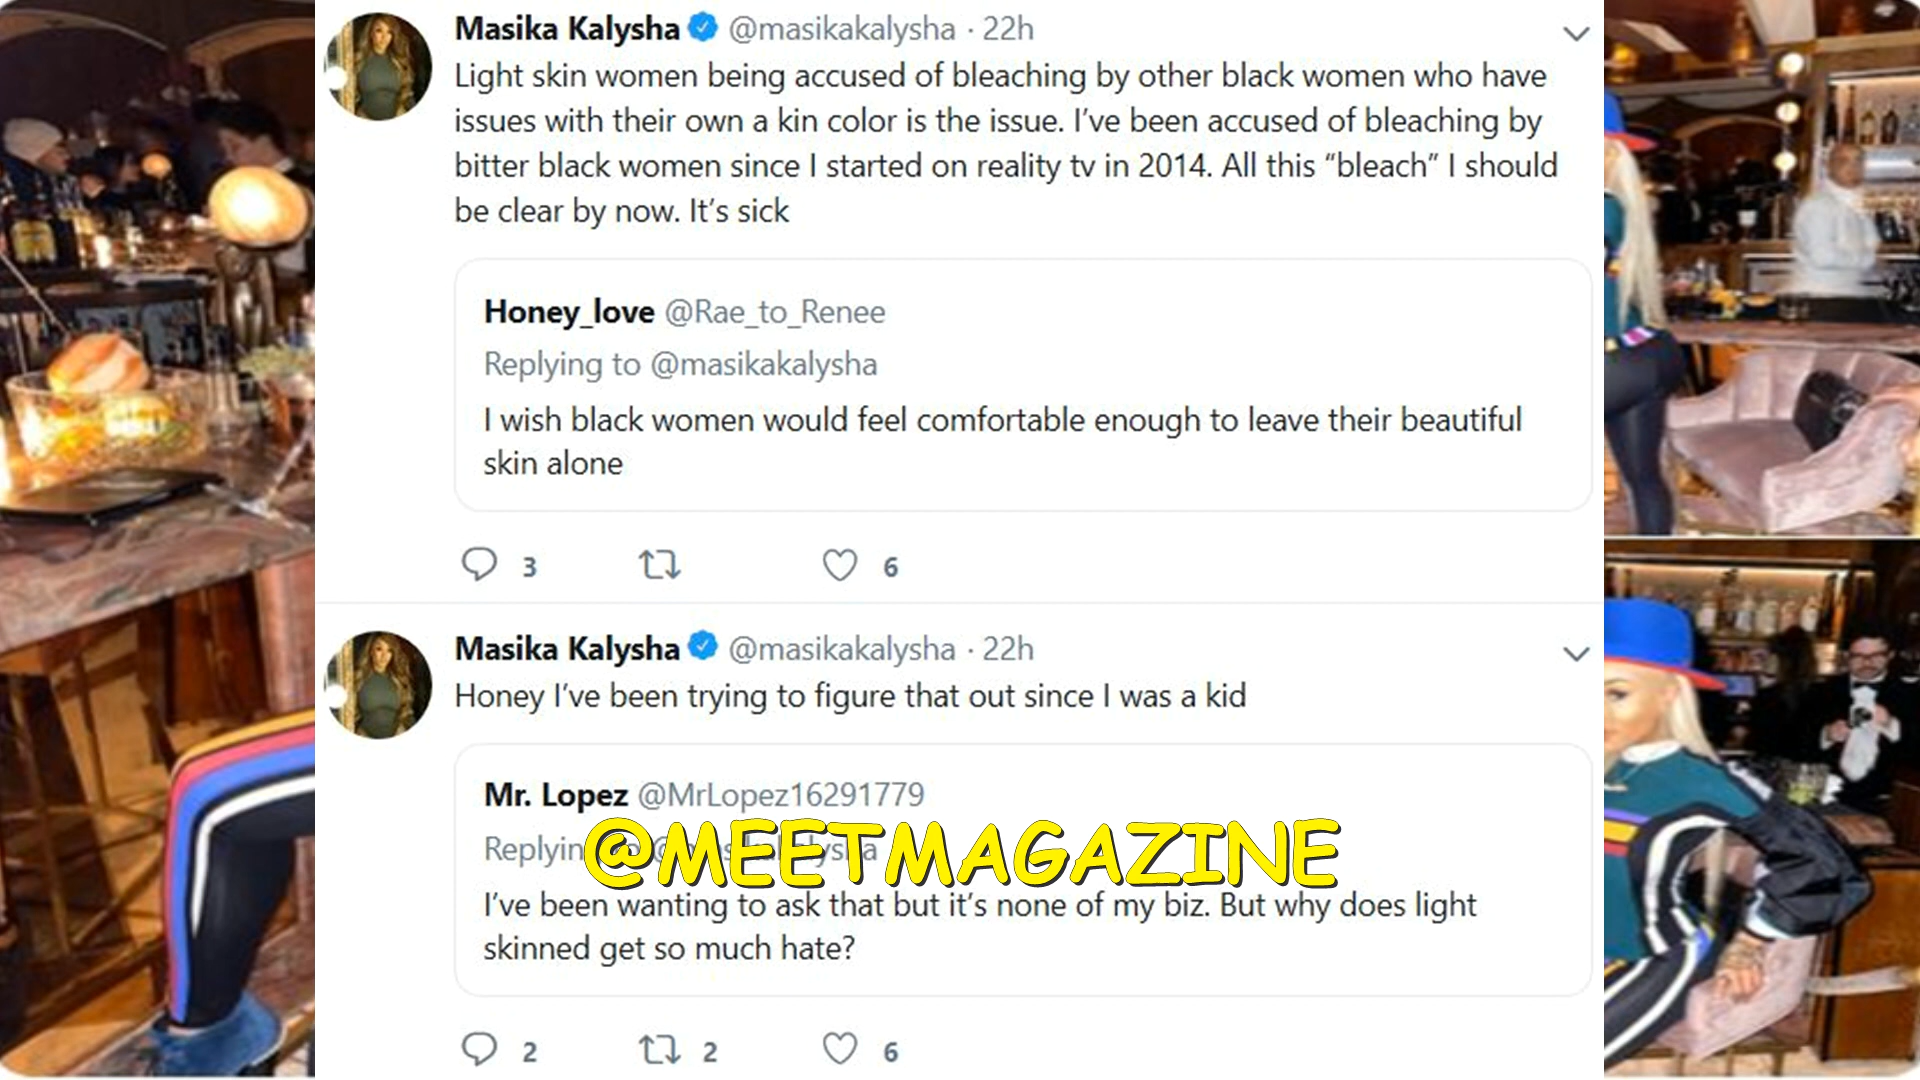 Masika Kalysha @masikakalysha · 22h
Light skin women being accused of bleaching by other black women who have
issues with their own a kin color is the issue. I've been accused of bleaching by
bitter black women since I started on reality tv in 2014. All this “bleach” I should
be clear by now. It's sick
Honey_love @Rae_to_Renee
Replying to @masikakalysha
I wish black women would feel comfortable enough to leave their beautiful
skin alone
3 6
Masika Kalysha @masikakalysha · 22h
Honey I've been trying to figure that out since I was a kid
Mr. Lopez @MrLopez16291779
@MEETMAGAZINE
I've been wanting to ask that but it's none of my biz. But why does light
skinned get so much hate?
2 2 6